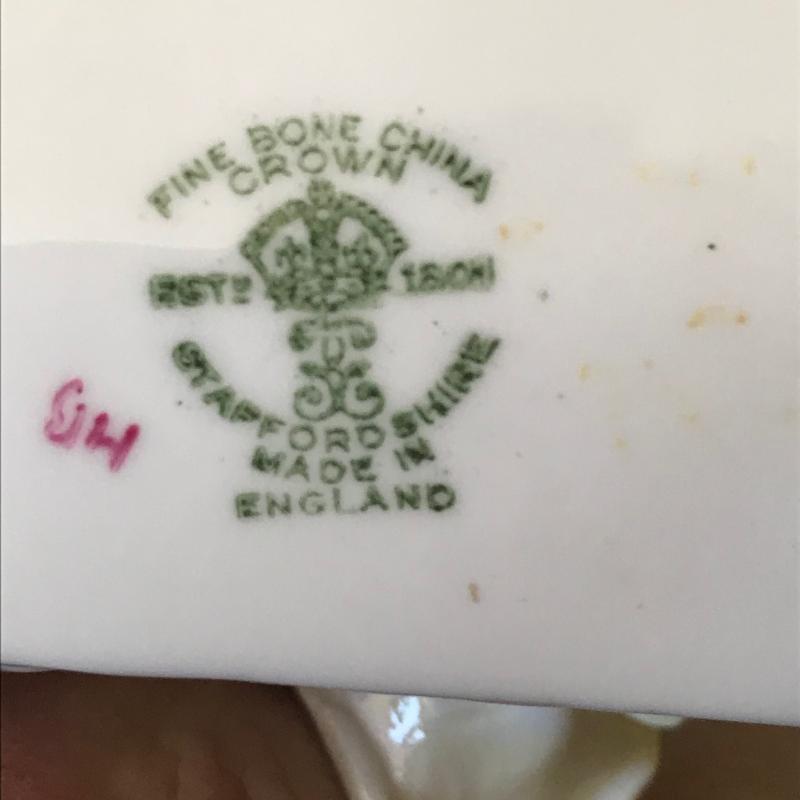 FINE BONE CHINA
CROWN
ESTD 1801
STAFFORDSHIRE
MADE IN
ENGLAND